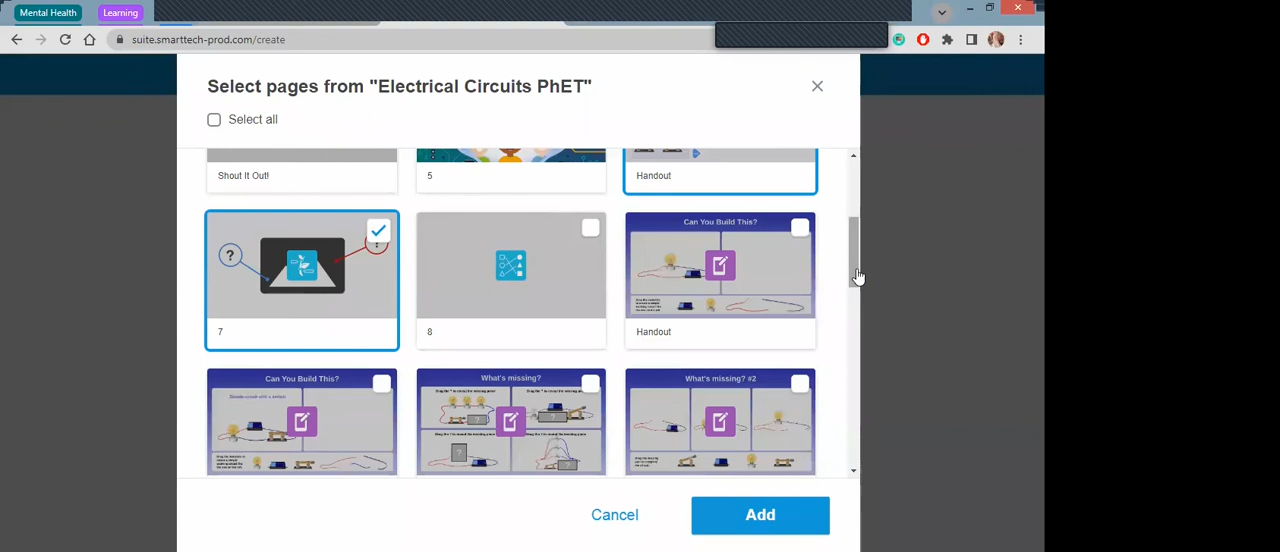 Mental Health
Learning
suite.smarttech-prod.com/create
Select pages from "Electrical Circuits PhET"
Select all
Shout It Out!
5
Handout
?
7
8
Can You Build This?
Handout
Can You Build This?
What's missing?
What's missing? #2
Cancel
Add